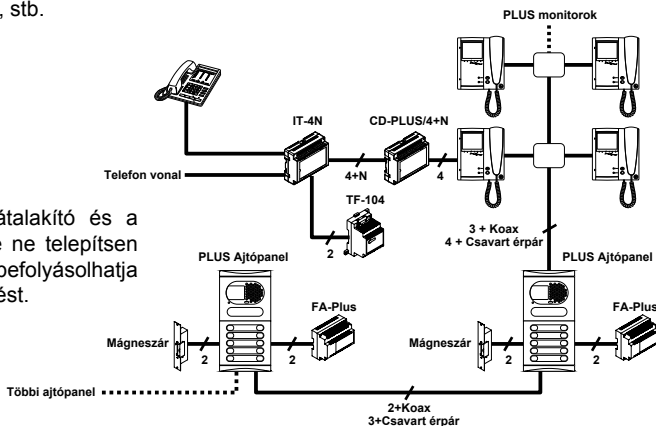 , stb.
PLUS monitorok
IT-4N
CD-PLUS/4+N
Telefon vonal
4+N
4
TF-104
2
átalakító és a
e ne telepítsen
befolyásolhatja
ést.
3 + Koax
4 + Csavart érpár
PLUS Ajtópanel
PLUS Ajtópanel
FA-Plus
FA-Plus
Mágneszár
2
2
Mágneszár
2
2
Többi ajtópanel
2+Koax
3+Csavart érpár